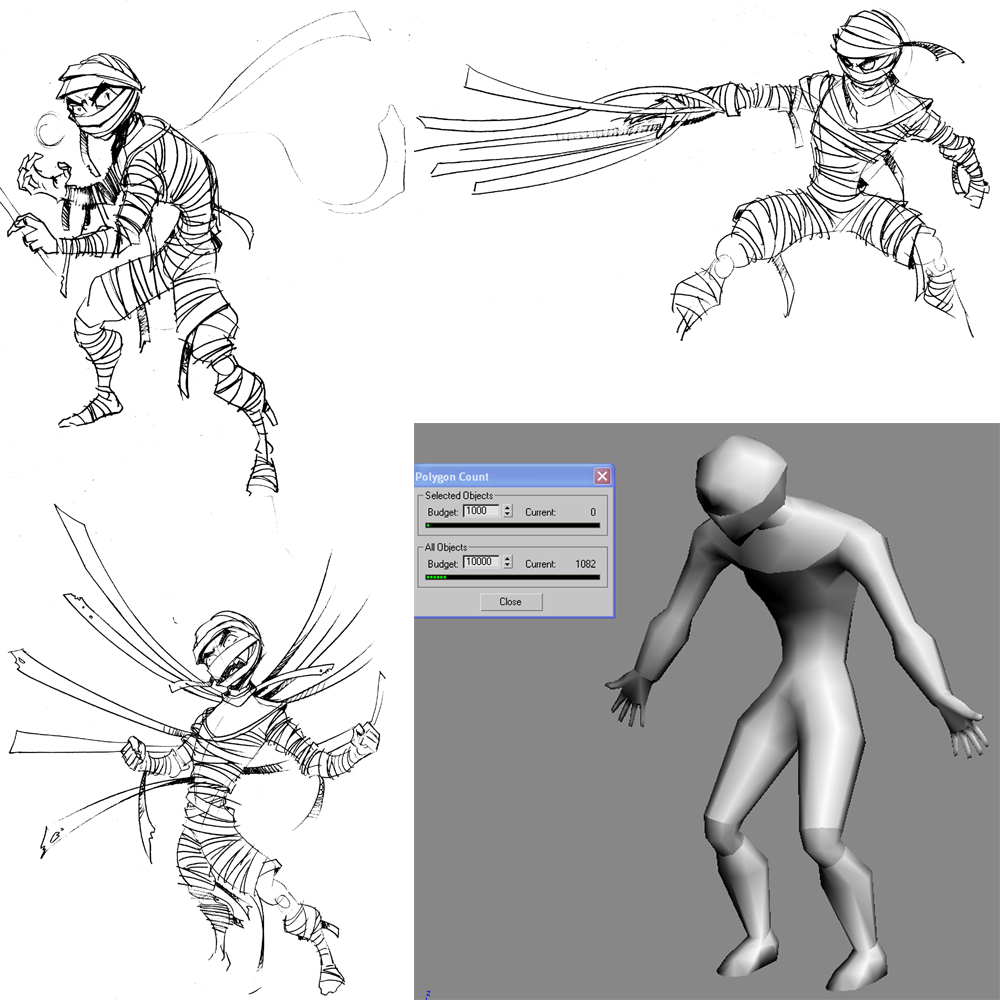 Polygon Count
Selected Objects
Budget: 1000 Current: 0
All Objects
Budget: 10000 Current: 1082
Close
z